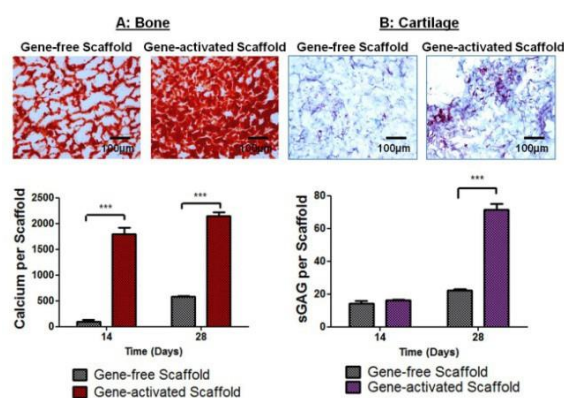 A: Bone
B: Cartilage
Gene-free Scaffold
Gene-activated Scaffold
Gene-free Scaffold
Gene-activated Scaffold
100µm
100µm
100µm
100µm
Calcium per Scaffold
2500
2000
1500
1000
500
0
***
***
14
28
Time (Days)
Gene-free Scaffold
Gene-activated Scaffold
sGAG per Scaffold
80
60
40
20
0
***
14
28
Time (Days)
Gene-free Scaffold
Gene-activated Scaffold